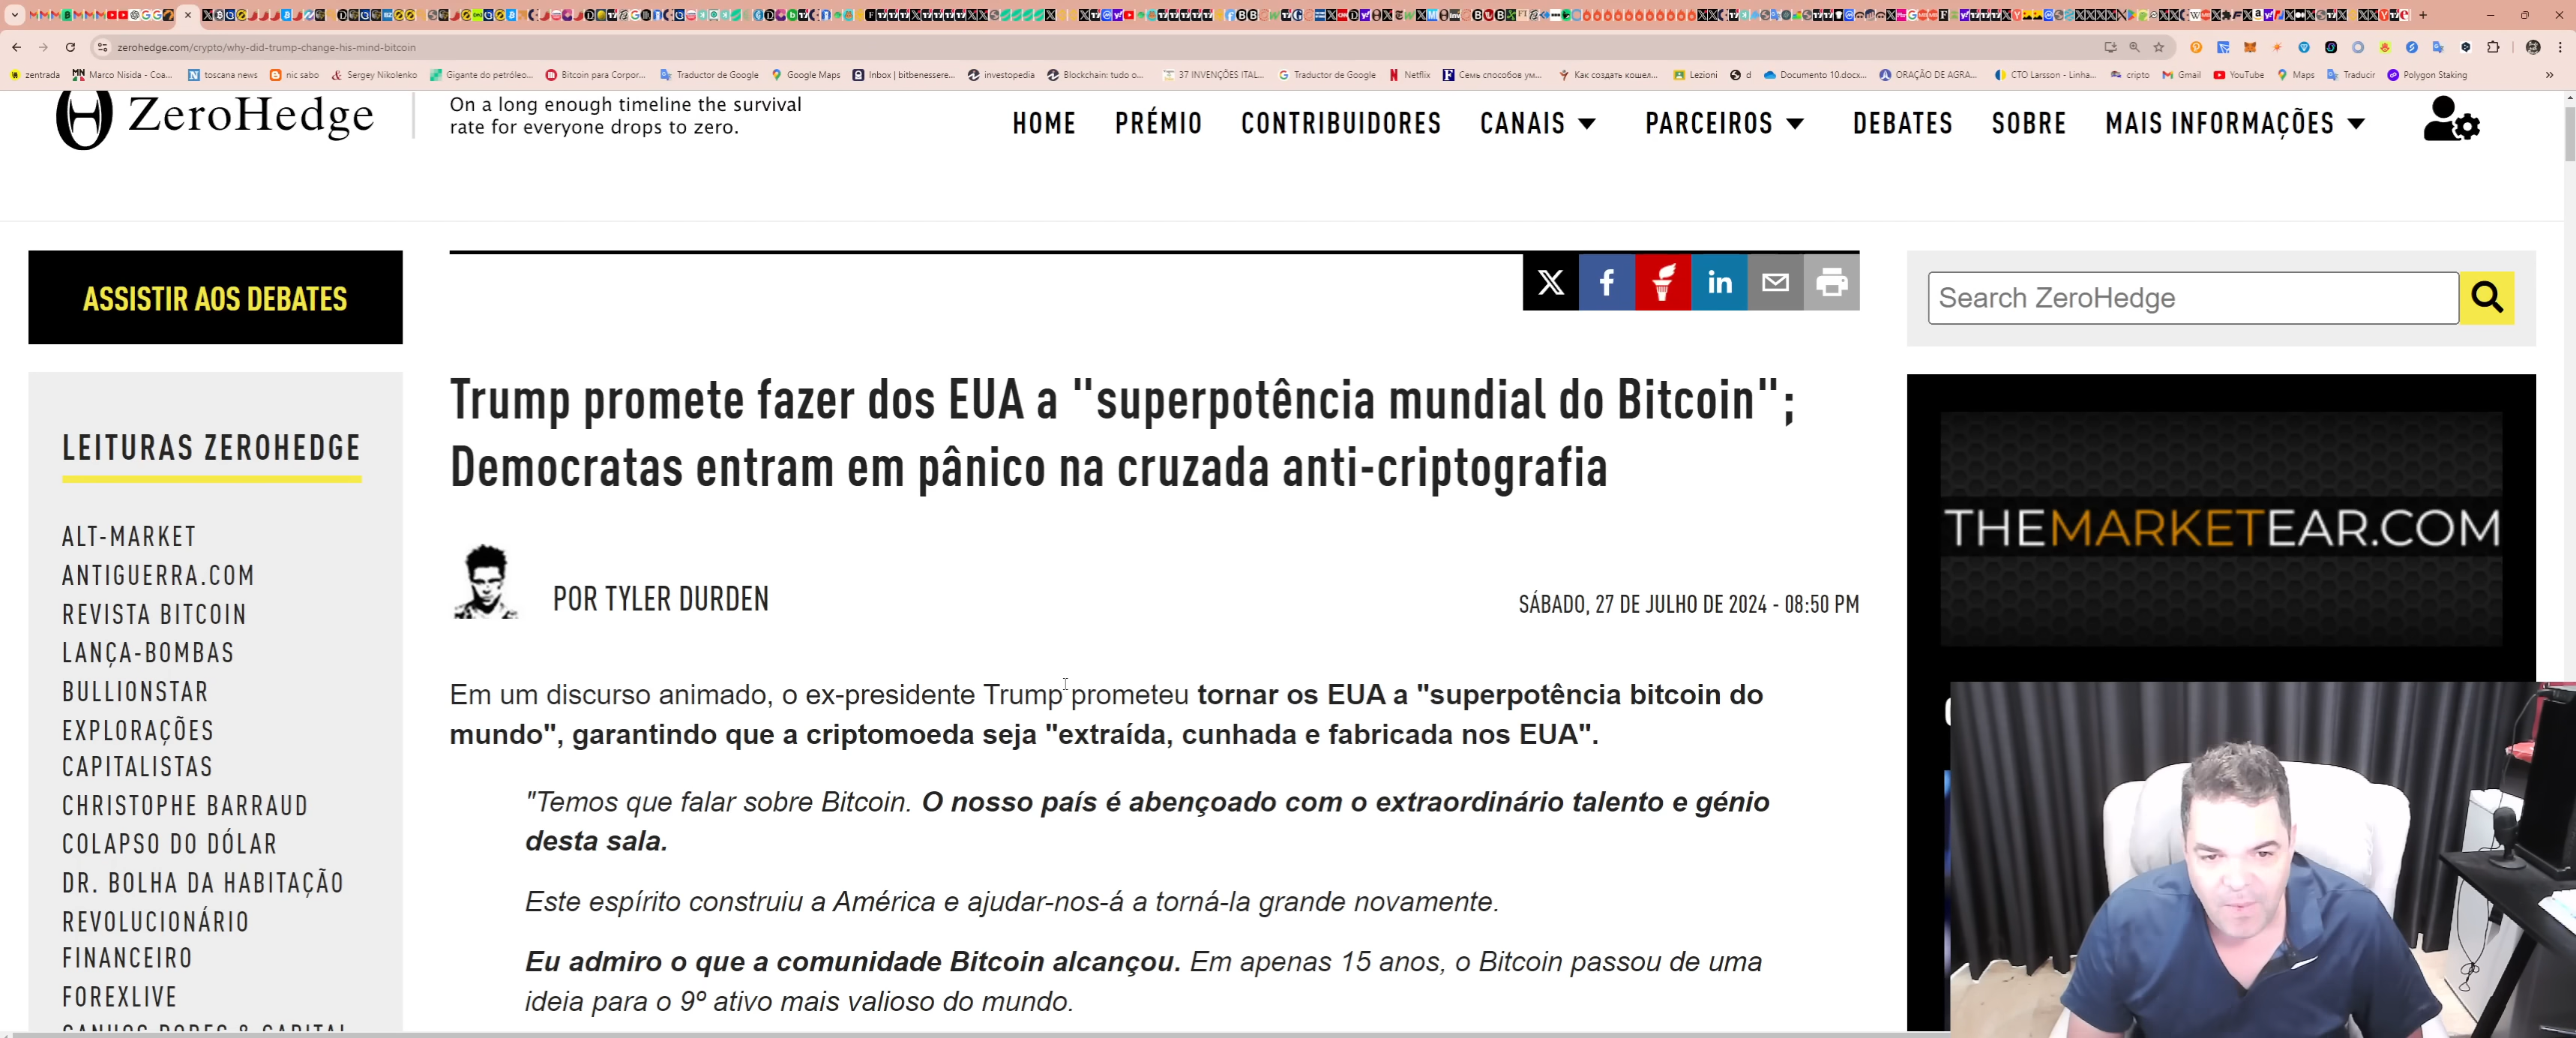 zerohedge.com/crypto/why-did-trump-change-his-mind-bitcoin
zentrada
Marco Nisida - Coa...
toscana news
nic sabo
Sergey Nikolenko
Gigante do petróleo...
Bitcoin para Corpor...
Traductor de Google
Google Maps
Inbox | bitbenessere...
investopedia
Blockchain: tudo o...
37 INVENÇÕES ITAL...
Traductor de Google
Netflix
Семь способов ум...
Как создать кошел...
Lezioni
d
Documento 10.docx...
ORAÇÃO DE AGRA...
CTO Larsson - Linha...
cripto
Gmail
YouTube
Maps
Traducir
Polygon Staking
ZeroHedge
On a long enough timeline the survival
rate for everyone drops to zero.
HOME
PRÉMIO
CONTRIBUIDORES
CANAIS
PARCEIROS
DEBATES
SOBRE
MAIS INFORMAÇÕES
ASSISTIR AOS DEBATES
Search ZeroHedge
LEITURAS ZEROHEDGE
ALT-MARKET
ANTIGUERRA.COM
REVISTA BITCOIN
LANÇA-BOMBAS
BULLIONSTAR
EXPLORAÇÕES
CAPITALISTAS
CHRISTOPHE BARRAUD
COLAPSO DO DÓLAR
DR. BOLHA DA HABITAÇÃO
REVOLUCIONÁRIO
FINANCEIRO
FOREXLIVE
Trump promete fazer dos EUA a "superpotência mundial do Bitcoin";
Democratas entram em pânico na cruzada anti-criptografia
POR TYLER DURDEN
SÁBADO, 27 DE JULHO DE 2024 - 08:50 PM
Em um discurso animado, o ex-presidente Trump prometeu tornar os EUA a "superpotência bitcoin do
mundo", garantindo que a criptomoeda seja "extraída, cunhada e fabricada nos EUA".
"Temos que falar sobre Bitcoin. O nosso país é abençoado com o extraordinário talento e génio
desta sala.
Este espírito construiu a América e ajudar-nos-á a torná-la grande novamente.
Eu admiro o que a comunidade Bitcoin alcançou. Em apenas 15 anos, o Bitcoin passou de uma
ideia para o 9º ativo mais valioso do mundo.
THEMARKETEAR.COM